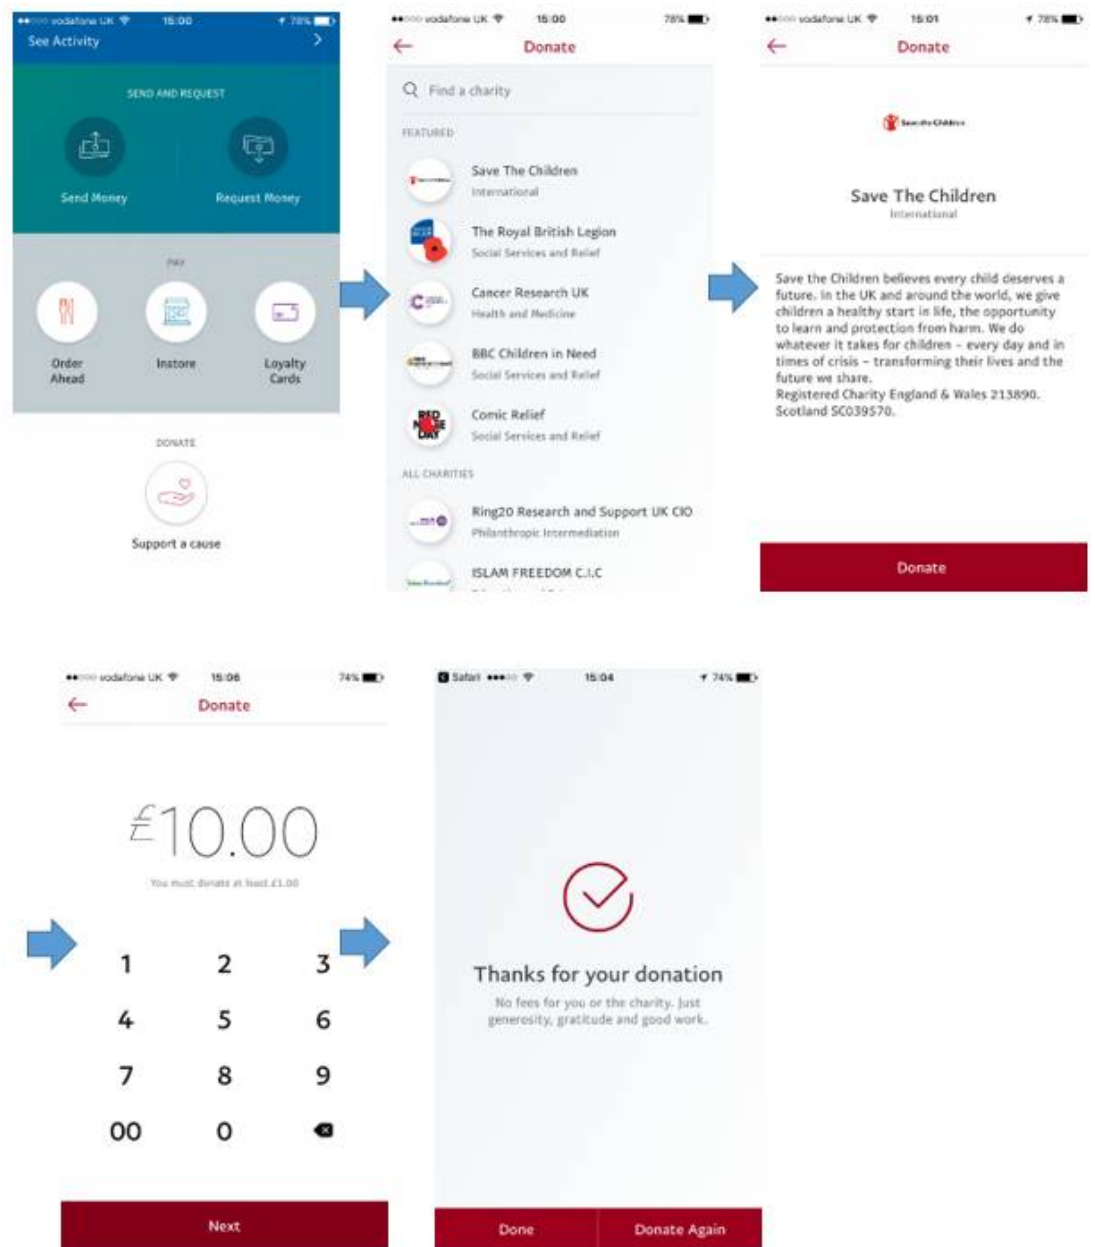 vodafone UK 15:00 78%
See Activity
SEND AND REQUEST
Send Money Request Money
PAY
Order Ahead
Instore
Loyalty Cards
DONATE
Support a cause
vodafone UK 15:00 78%
Donate
Find a charity
FEATURED
Save The Children
International
The Royal British Legion
Social Services and Relief
Cancer Research UK
Health and Medicine
BBC Children in Need
Social Services and Relief
RED NOSE DAY
Comic Relief
Social Services and Relief
ALL CHARITIES
Ring20 Research and Support UK CIO
Philanthropic Intermediation
ISLAM FREEDOM C.I.C
vodafone UK 15:01 78%
Donate
Save the Children
Save The Children
International
Save the Children believes every child deserves a
future. In the UK and around the world, we give
children a healthy start in life, the opportunity
to learn and protection from harm. We do
whatever it takes for children – every day and in
times of crisis – transforming their lives and the
future we share.
Registered Charity England & Wales 213890.
Scotland SC039570.
Donate
vodafone UK 15:06 74%
Donate
£10.00
You must donate at least £1.00
1 2 3
4 5 6
7 8 9
00 0
Next
Safari 15:04 74%
Thanks for your donation
No fees for you or the charity. Just
generosity, gratitude and good work.
Done Donate Again